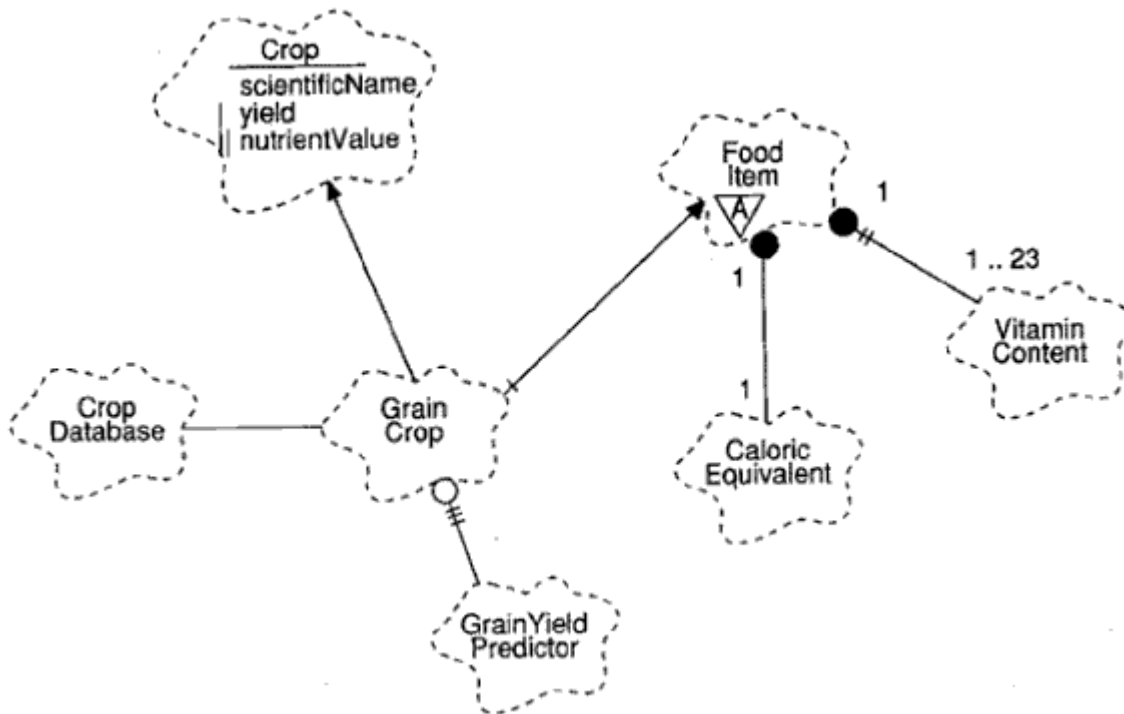 Crop
scientificName
yield
nutrientValue
Food
Item
A
1
1
1 .. 23
Vitamin
Content
1
Crop
Database
Grain
Crop
Caloric
Equivalent
GrainYield
Predictor